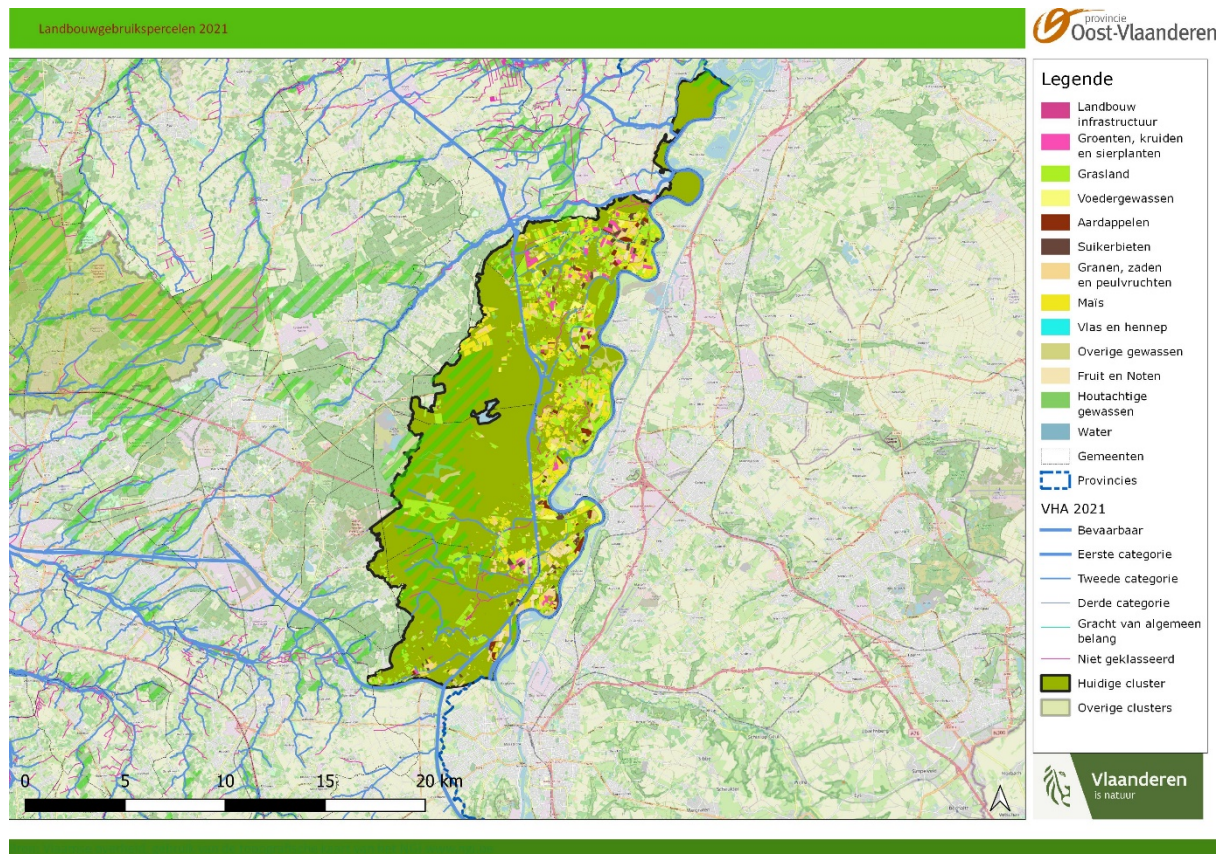 Landbouwgebruikspercelen 2021
provincie
Oost-Vlaanderen
Legende
Landbouw
infrastructuur
Groenten, kruiden
en sierplanten
Grasland
Voedergewassen
Aardappelen
Suikerbieten
Granen, zaden
en peulvruchten
Maïs
Vlas en hennep
Overige gewassen
Fruit en Noten
Houtachtige
gewassen
Water
Gemeenten
Provincies
VHA 2021
Bevaarbaar
Eerste categorie
Tweede categorie
Derde categorie
Gracht van algemeen
belang
Niet geklasseerd
Huidige cluster
Overige clusters
0 5 10 15 20 km
Vlaanderen
is natuur